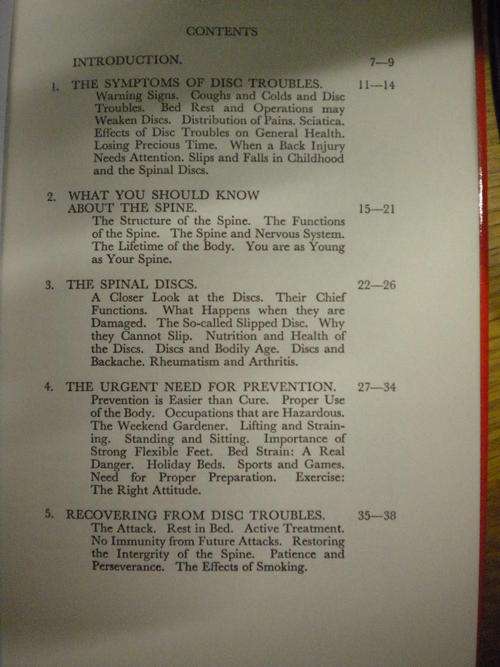 CONTENTS
INTRODUCTION. 7—9
1. THE SYMPTOMS OF DISC TROUBLES. 11—14
Warning Signs. Coughs and Colds and Disc
Troubles. Bed Rest and Operations may
Weaken Discs. Distribution of Pains. Sciatica.
Effects of Disc Troubles on General Health.
Losing Precious Time. When a Back Injury
Needs Attention. Slips and Falls in Childhood
and the Spinal Discs.
2. WHAT YOU SHOULD KNOW
ABOUT THE SPINE. 15—21
The Structure of the Spine. The Functions
of the Spine. The Spine and Nervous System.
The Lifetime of the Body. You are as Young
as Your Spine.
3. THE SPINAL DISCS. 22—26
A Closer Look at the Discs. Their Chief
Functions. What Happens when they are
Damaged. The So-called Slipped Disc. Why
they Cannot Slip. Nutrition and Health of
the Discs. Discs and Bodily Age. Discs and
Backache. Rheumatism and Arthritis.
4. THE URGENT NEED FOR PREVENTION. 27—34
Prevention is Easier than Cure. Proper Use
of the Body. Occupations that are Hazardous.
The Weekend Gardener. Lifting and Strain-
ing. Standing and Sitting. Importance of
Strong Flexible Feet. Bed Strain: A Real
Danger. Holiday Beds. Sports and Games.
Need for Proper Preparation. Exercise:
The Right Attitude.
5. RECOVERING FROM DISC TROUBLES. 35—38
The Attack. Rest in Bed. Active Treatment.
No Immunity from Future Attacks. Restoring
the Intergrity of the Spine. Patience and
Perseverance. The Effects of Smoking.